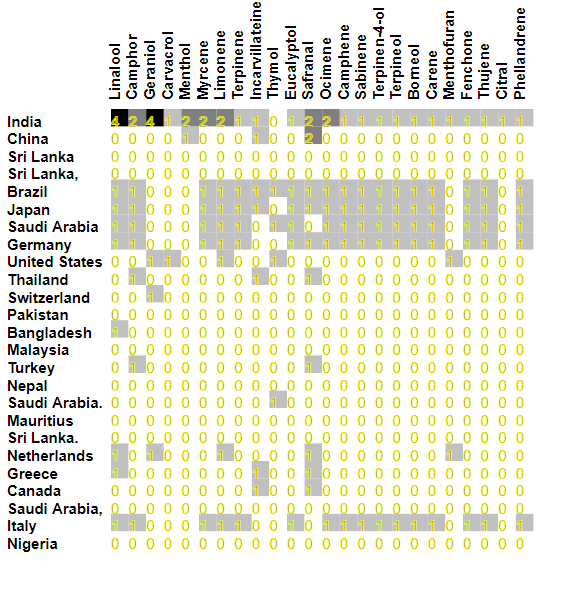 Linalool
Camphor
Geraniol
Carvacrol
Menthol
Myrcene
Limonene
Terpinene
Incarvillateine
Thymol
Eucalyptol
Safranal
Ocimene
Camphene
Sabinene
Terpinen-4-ol
Terpineol
Borneol
Carene
Menthofuran
Fenchone
Thujene
Citral
Phellandrene
India 4 2 4 1 2 2 2 1 1 0 1 2 2 1 1 1 1 1 1 1 1 1 1 1
China 0 0 0 0 1 0 0 0 1 0 0 2 0 0 0 0 0 0 0 0 0 0 0 0
Sri Lanka 0 0 0 0 0 0 0 0 0 0 0 0 0 0 0 0 0 0 0 0 0 0 0 0
Sri Lanka, 0 0 0 0 0 0 0 0 0 0 0 0 0 0 0 0 0 0 0 0 0 0 0 0
Brazil 1 1 0 0 0 1 1 1 1 1 1 1 1 1 1 1 1 1 1 0 1 1 0 1
Japan 1 1 0 0 0 1 1 1 1 0 1 1 1 1 1 1 1 1 1 0 1 1 0 1
Saudi Arabia 1 1 0 0 0 1 1 1 0 1 1 0 1 1 1 1 1 1 1 0 1 1 0 1
Germany 1 1 0 0 0 1 1 1 0 0 1 1 1 1 1 1 1 1 1 0 1 1 0 1
United States 0 0 1 1 0 0 1 0 0 1 0 0 0 0 0 0 0 0 0 1 0 0 0 0
Thailand 0 1 0 0 0 0 0 0 1 0 0 1 0 0 0 0 0 0 0 0 0 0 0 0
Switzerland 0 0 1 0 0 0 0 0 0 0 0 0 0 0 0 0 0 0 0 0 0 0 0 0
Pakistan 0 0 0 0 0 0 0 0 0 0 0 0 0 0 0 0 0 0 0 0 0 0 0 0
Bangladesh 1 0 0 0 0 0 0 0 0 0 0 0 0 0 0 0 0 0 0 0 0 0 0 0
Malaysia 0 0 0 0 0 0 0 0 0 0 0 0 0 0 0 0 0 0 0 0 0 0 0 0
Turkey 0 1 0 0 0 0 0 0 0 0 0 1 0 0 0 0 0 0 0 0 0 0 0 0
Nepal 0 0 0 0 0 0 0 0 0 0 0 0 0 0 0 0 0 0 0 0 0 0 0 0
Saudi Arabia. 0 0 0 0 0 0 0 0 0 1 0 0 0 0 0 0 0 0 0 0 0 0 0 0
Mauritius 0 0 0 0 0 0 0 0 0 0 0 0 0 0 0 0 0 0 0 0 0 0 0 0
Sri Lanka. 0 0 0 0 0 0 0 0 0 0 0 0 0 0 0 0 0 0 0 0 0 0 0 0
Netherlands 1 0 1 0 0 0 1 0 0 0 0 1 0 0 0 0 0 0 0 1 0 0 0 0
Greece 1 0 0 0 0 0 0 0 1 0 0 1 0 0 0 0 0 0 0 0 0 0 0 0
Canada 0 0 0 0 0 0 0 0 1 0 0 1 0 0 0 0 0 0 0 0 0 0 0 0
Saudi Arabia, 0 0 0 0 0 0 0 0 0 0 0 0 0 0 0 0 0 0 0 0 0 0 0 0
Italy 1 1 0 0 0 1 1 1 0 0 1 0 1 1 1 1 1 1 1 0 1 1 0 1
Nigeria 0 0 0 0 0 0 0 0 0 0 0 0 0 0 0 0 0 0 0 0 0 0 0 0